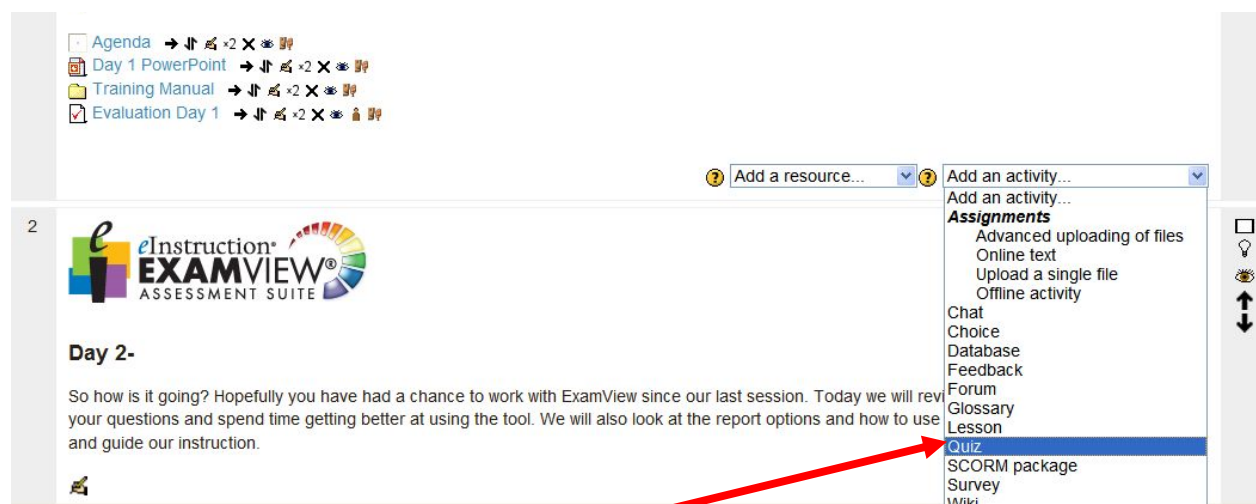 Agenda ×2
Day 1 PowerPoint ×2
Training Manual ×2
Evaluation Day 1 ×2
? Add a resource... ? Add an activity...
Add an activity...
Assignments
Advanced uploading of files
Online text
Upload a single file
Offline activity
Chat
Choice
Database
Feedback
Forum
Glossary
Lesson
Quiz
SCORM package
Survey
Wiki
2
e eInstruction
EXAMVIEW®
ASSESSMENT SUITE
Day 2-
So how is it going? Hopefully you have had a chance to work with ExamView since our last session. Today we will revi
your questions and spend time getting better at using the tool. We will also look at the report options and how to use
and guide our instruction.